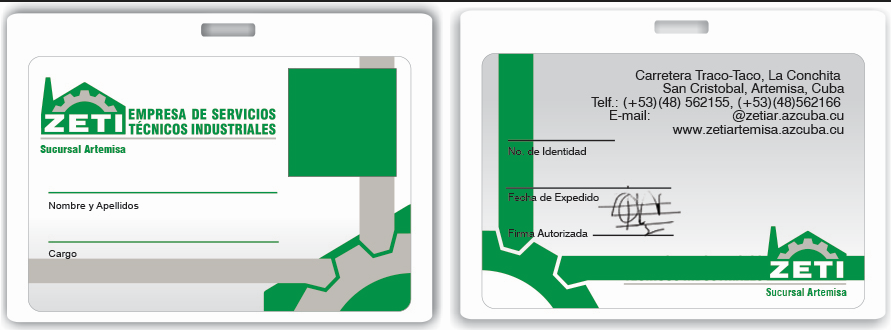 ZETI
EMPRESA DE SERVICIOS
TÉCNICOS INDUSTRIALES
Sucursal Artemisa
Nombre y Apellidos
Cargo
Carretera Traco-Taco, La Conchita
San Cristobal, Artemisa, Cuba
Telf.: (+53)(48) 562155, (+53)(48)562166
E-mail: @zetiar.azcuba.cu
www.zetiartemisa.azcuba.cu
No. de Identidad
Fecha de Expedido
Firma Autorizada
ZETI
Sucursal Artemisa